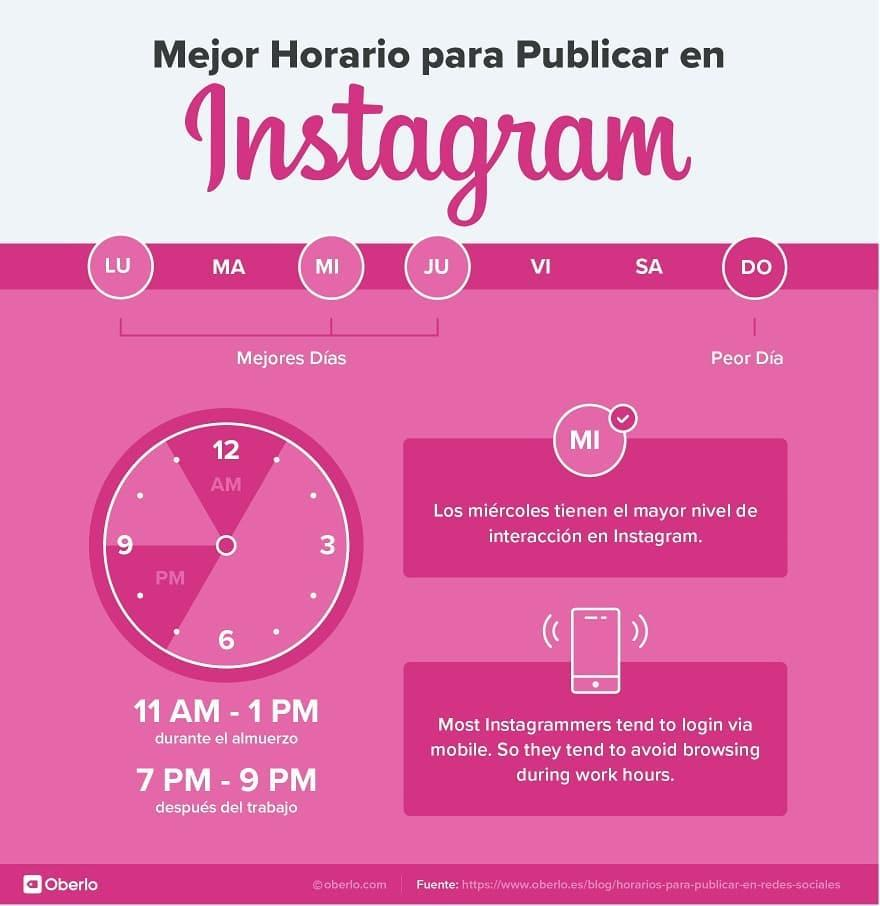 Mejor Horario para Publicar en
Instagram
LU MA MI JU VI SA DO
Mejores Días Peor Día
12
AM
9 3
PM
6
11 AM - 1 PM
durante el almuerzo
7 PM - 9 PM
después del trabajo
MI
Los miércoles tienen el mayor nivel de
interacción en Instagram.
Most Instagrammers tend to login via
mobile. So they tend to avoid browsing
during work hours.
Oberlo ©oberlo.com Fuente: https://www.oberlo.es/blog/horarios-para-publicar-en-redes-sociales